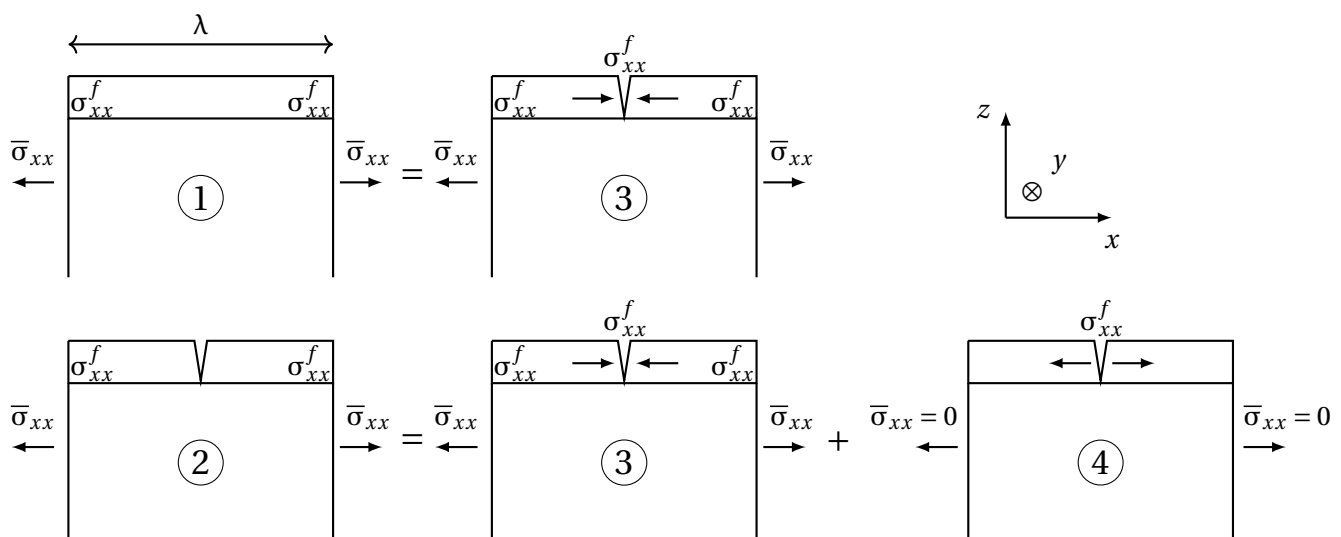 λ
σ^f_xx
σ^f_xx σ^f_xx σ^f_xx σ^f_xx
z
σ̅_xx σ̅_xx = σ̅_xx σ̅_xx
y
① ③
x
σ^f_xx σ^f_xx
σ^f_xx σ^f_xx σ^f_xx σ^f_xx
σ̅_xx σ̅_xx = σ̅_xx σ̅_xx + σ̅_xx = 0 σ̅_xx = 0
② ③ ④